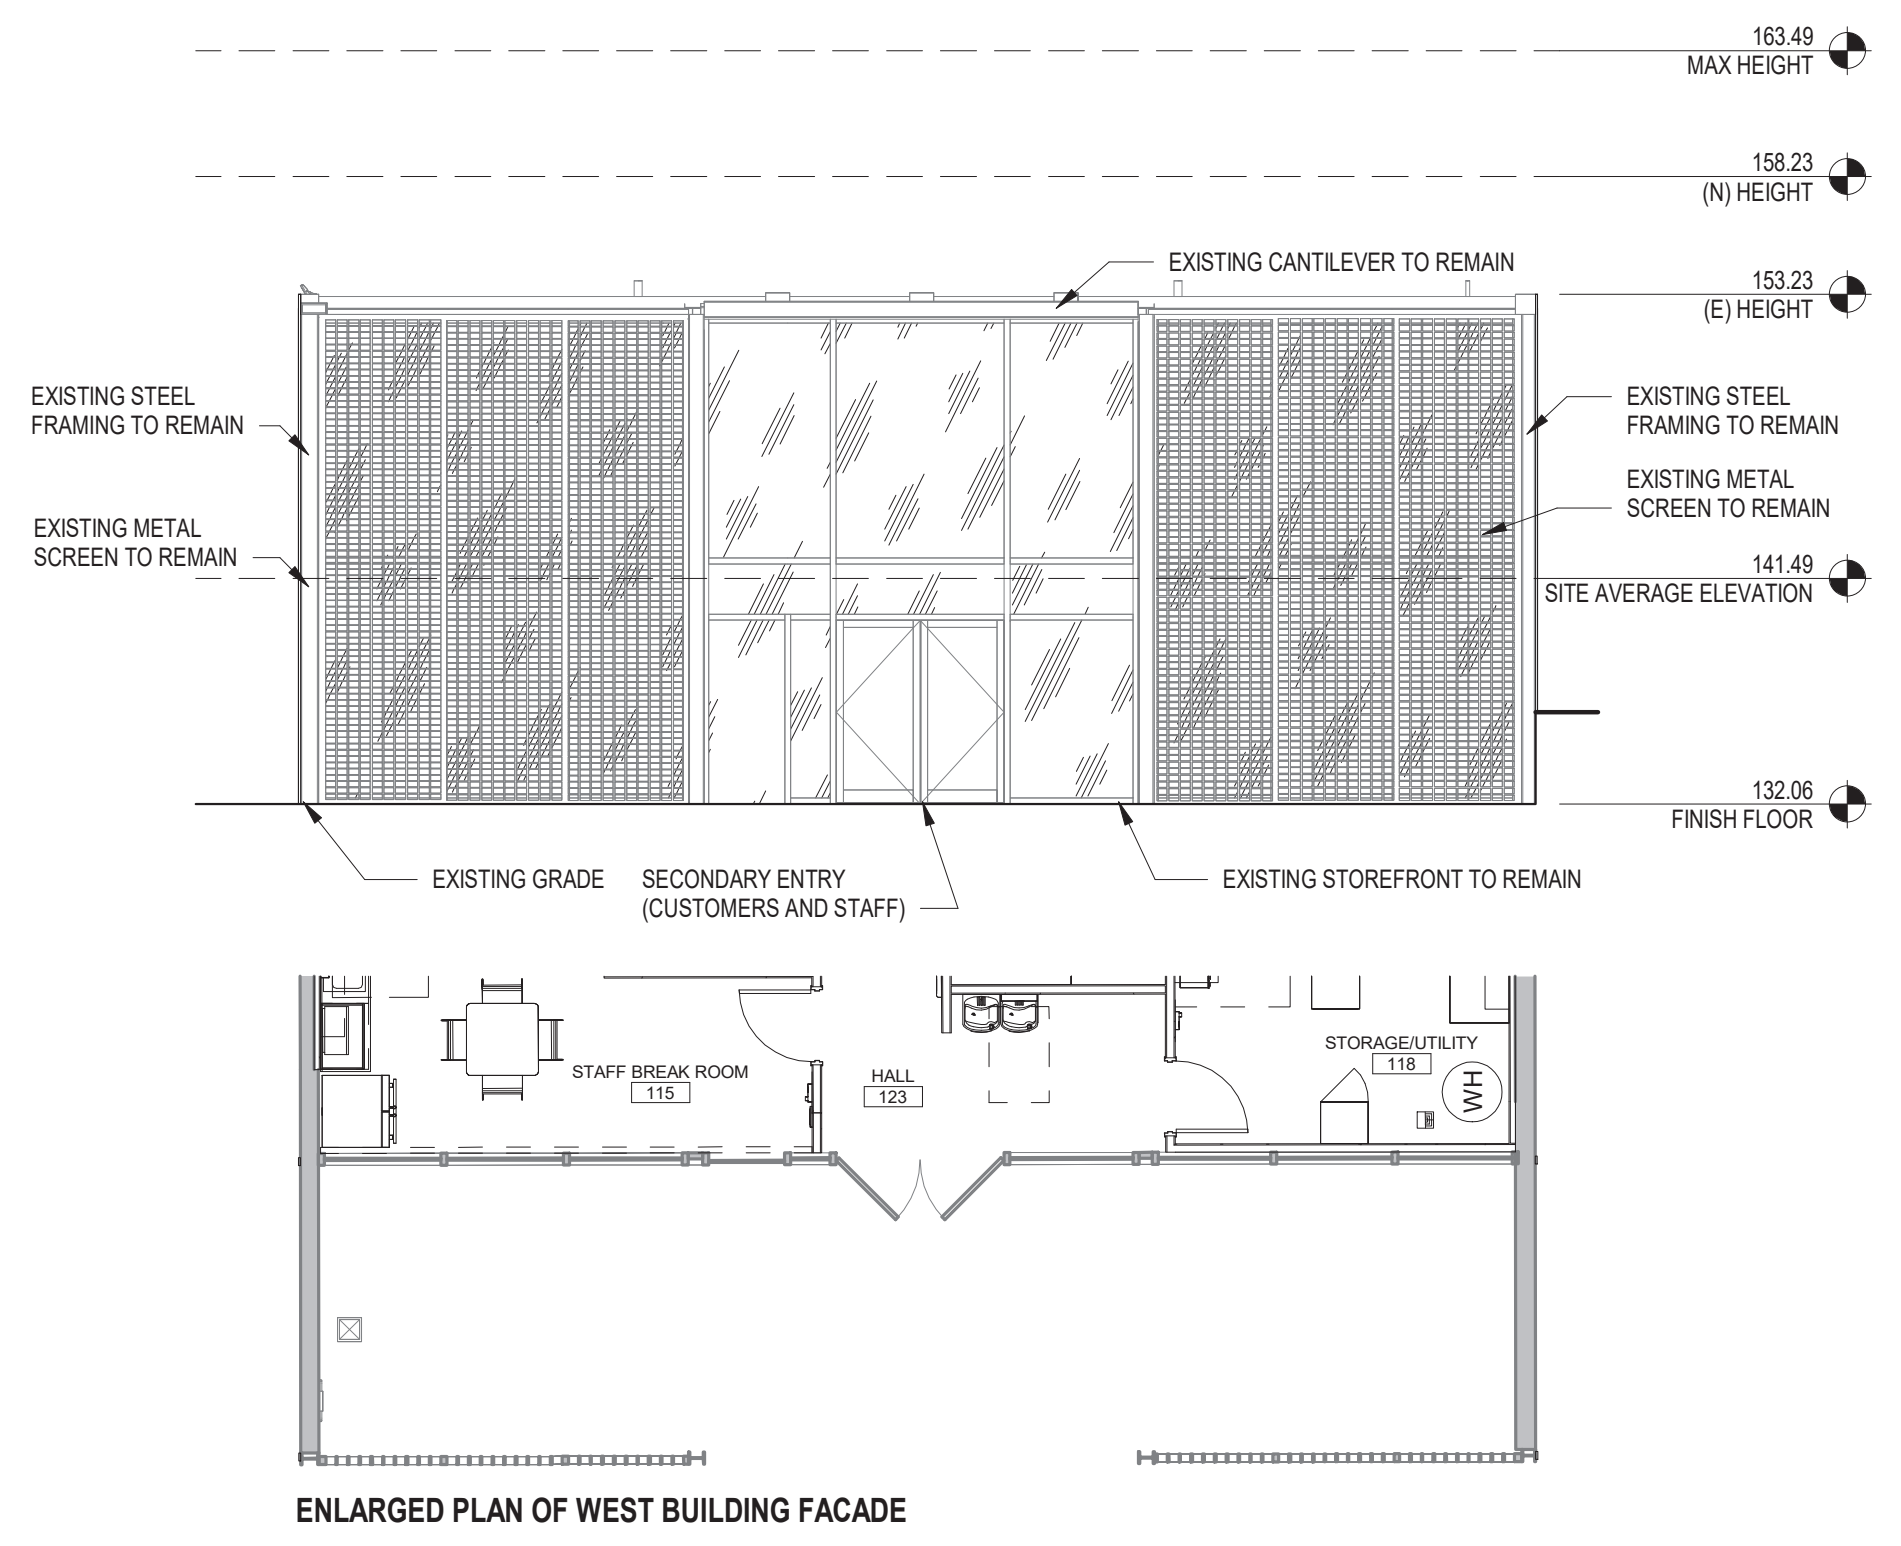 163.49
MAX HEIGHT
158.23
(N) HEIGHT
EXISTING CANTILEVER TO REMAIN
153.23
(E) HEIGHT
EXISTING STEEL
FRAMING TO REMAIN
EXISTING STEEL
FRAMING TO REMAIN
EXISTING METAL
SCREEN TO REMAIN
EXISTING METAL
SCREEN TO REMAIN
141.49
SITE AVERAGE ELEVATION
132.06
FINISH FLOOR
EXISTING GRADE
SECONDARY ENTRY
(CUSTOMERS AND STAFF)
EXISTING STOREFRONT TO REMAIN
STAFF BREAK ROOM
115
HALL
123
STORAGE/UTILITY
118
WH
ENLARGED PLAN OF WEST BUILDING FACADE